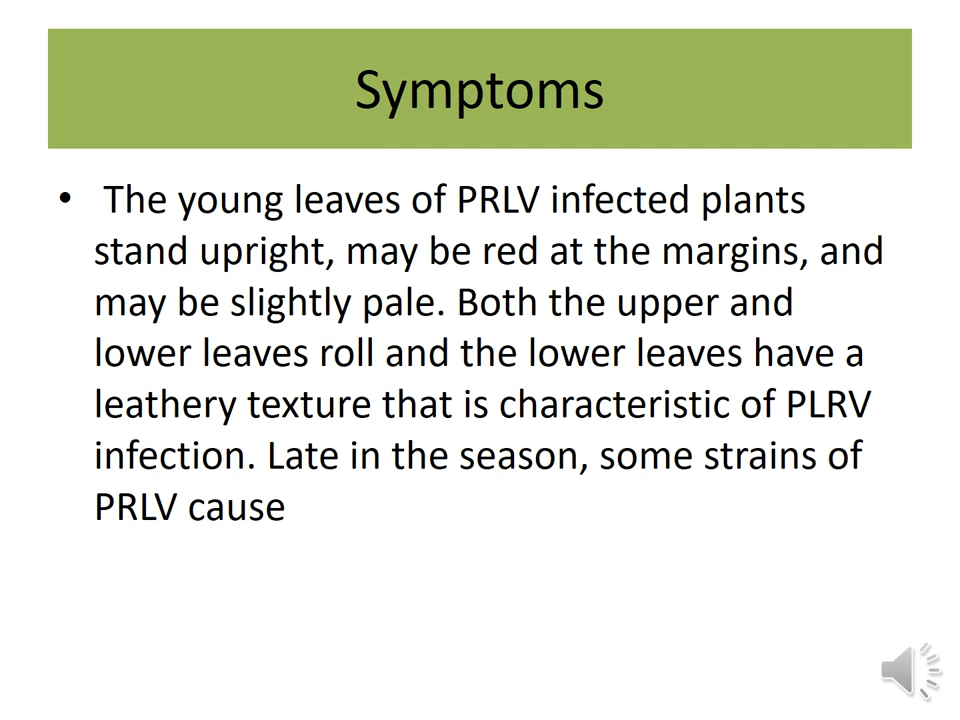 Symptoms
• The young leaves of PRLV infected plants
stand upright, may be red at the margins, and
may be slightly pale. Both the upper and
lower leaves roll and the lower leaves have a
leathery texture that is characteristic of PLRV
infection. Late in the season, some strains of
PRLV cause